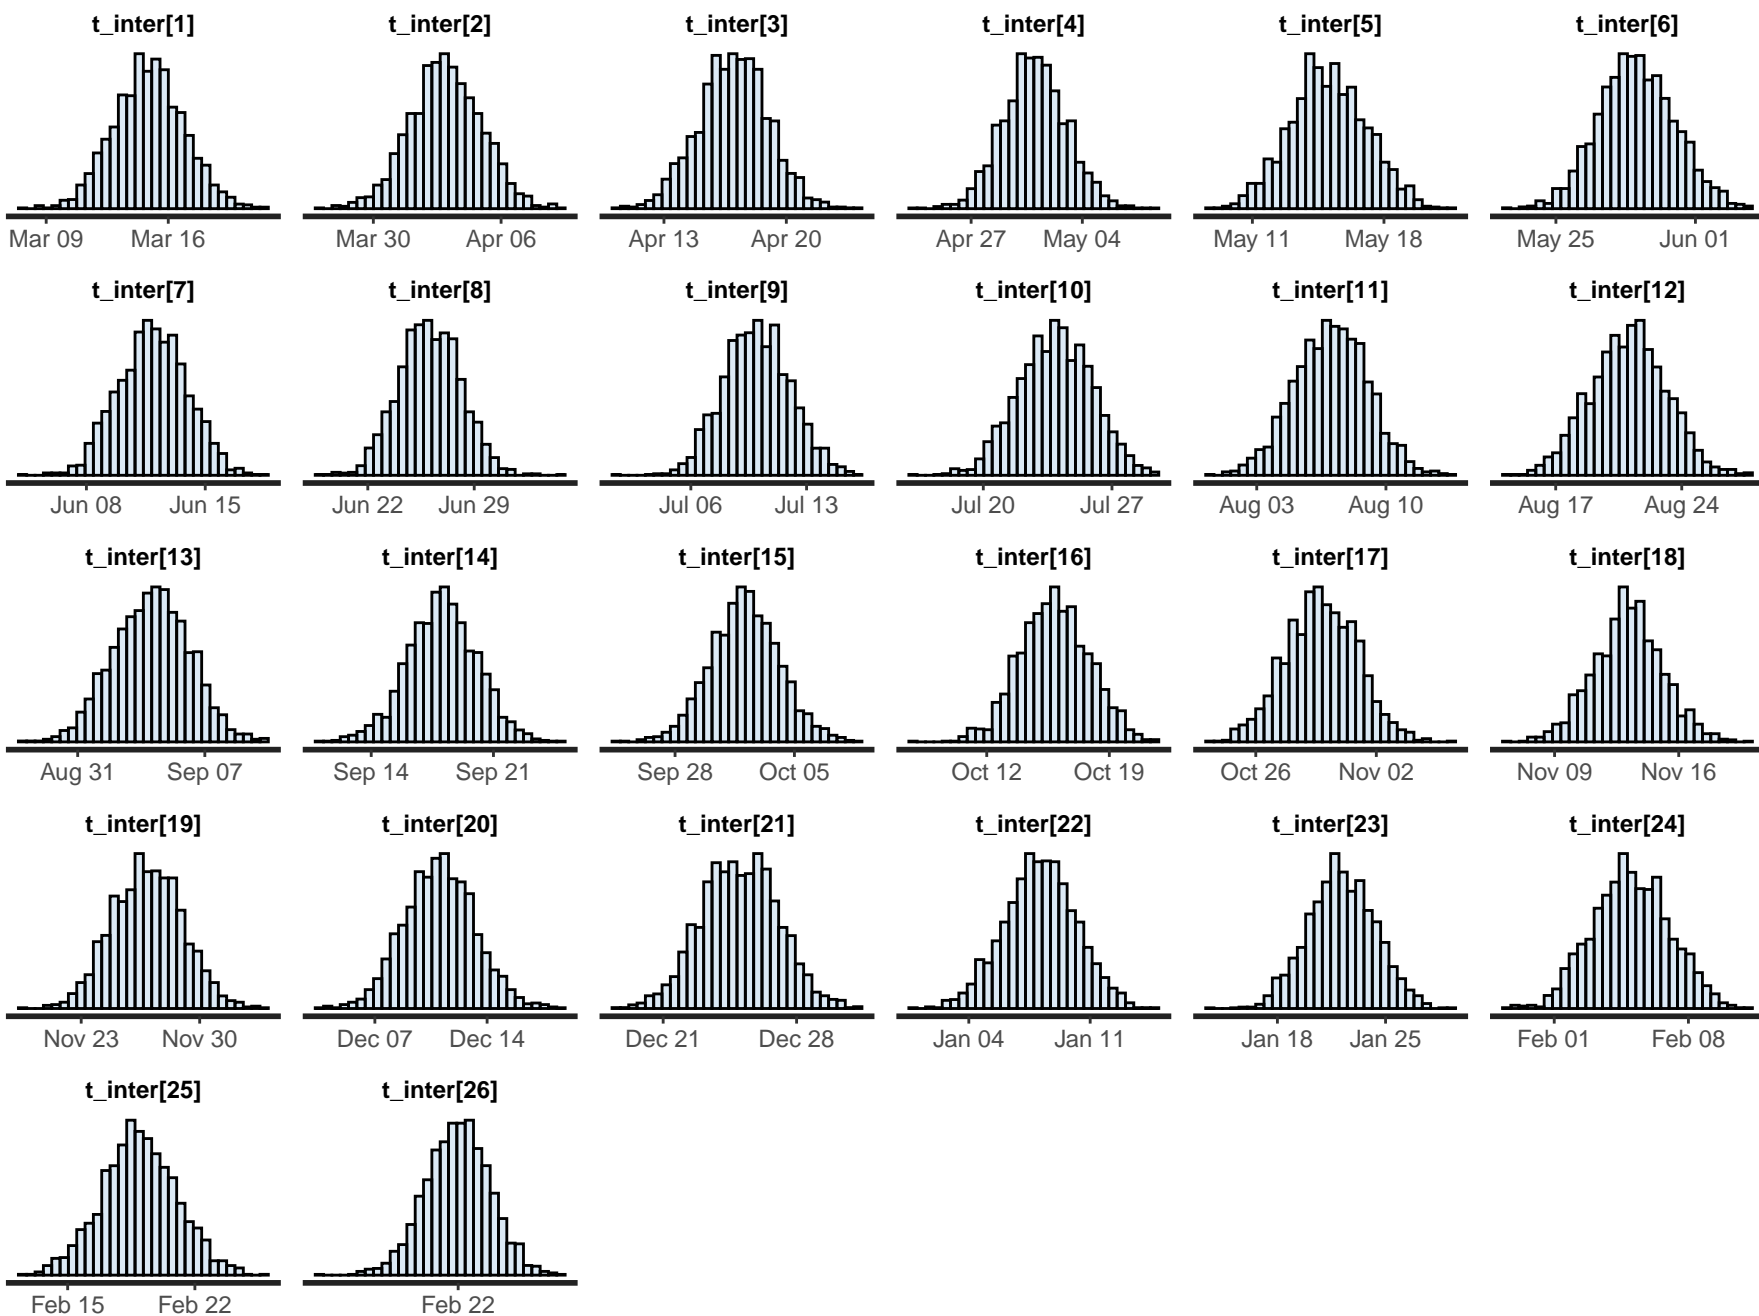 t_inter[1] t_inter[2] t_inter[3] t_inter[4] t_inter[5] t_inter[6]
Mar 09 Mar 16 Mar 30 Apr 06 Apr 13 Apr 20 Apr 27 May 04 May 11 May 18 May 25 Jun 01
t_inter[7] t_inter[8] t_inter[9] t_inter[10] t_inter[11] t_inter[12]
Jun 08 Jun 15 Jun 22 Jun 29 Jul 06 Jul 13 Jul 20 Jul 27 Aug 03 Aug 10 Aug 17 Aug 24
t_inter[13] t_inter[14] t_inter[15] t_inter[16] t_inter[17] t_inter[18]
Aug 31 Sep 07 Sep 14 Sep 21 Sep 28 Oct 05 Oct 12 Oct 19 Oct 26 Nov 02 Nov 09 Nov 16
t_inter[19] t_inter[20] t_inter[21] t_inter[22] t_inter[23] t_inter[24]
Nov 23 Nov 30 Dec 07 Dec 14 Dec 21 Dec 28 Jan 04 Jan 11 Jan 18 Jan 25 Feb 01 Feb 08
t_inter[25] t_inter[26]
Feb 15 Feb 22 Feb 22